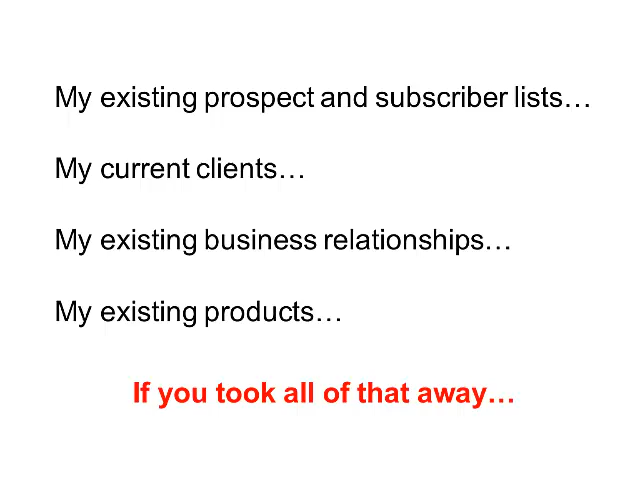 My existing prospect and subscriber lists…
My current clients…
My existing business relationships…
My existing products…
If you took all of that away…